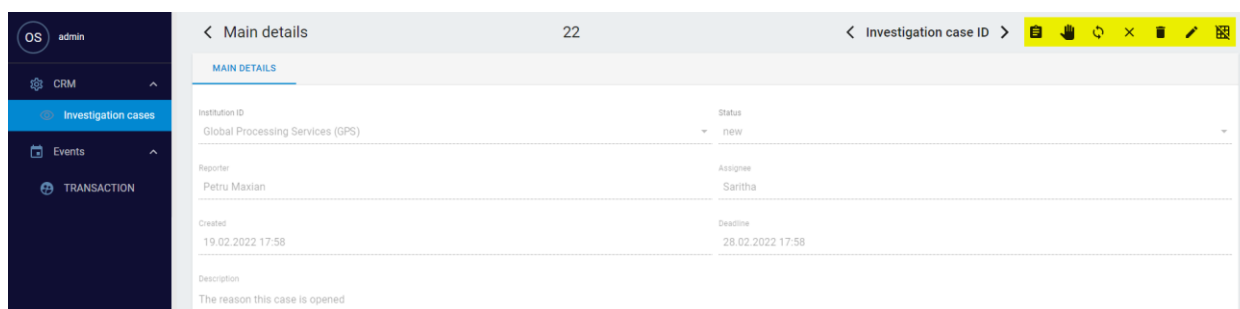 OS admin
Main details 22 Investigation case ID
MAIN DETAILS
CRM
Investigation cases
Events
TRANSACTION
Institution ID Status
Global Processing Services (GPS) new
Reporter Assignee
Petru Maxian Saritha
Created Deadline
19.02.2022 17:58 28.02.2022 17:58
Description
The reason this case is opened